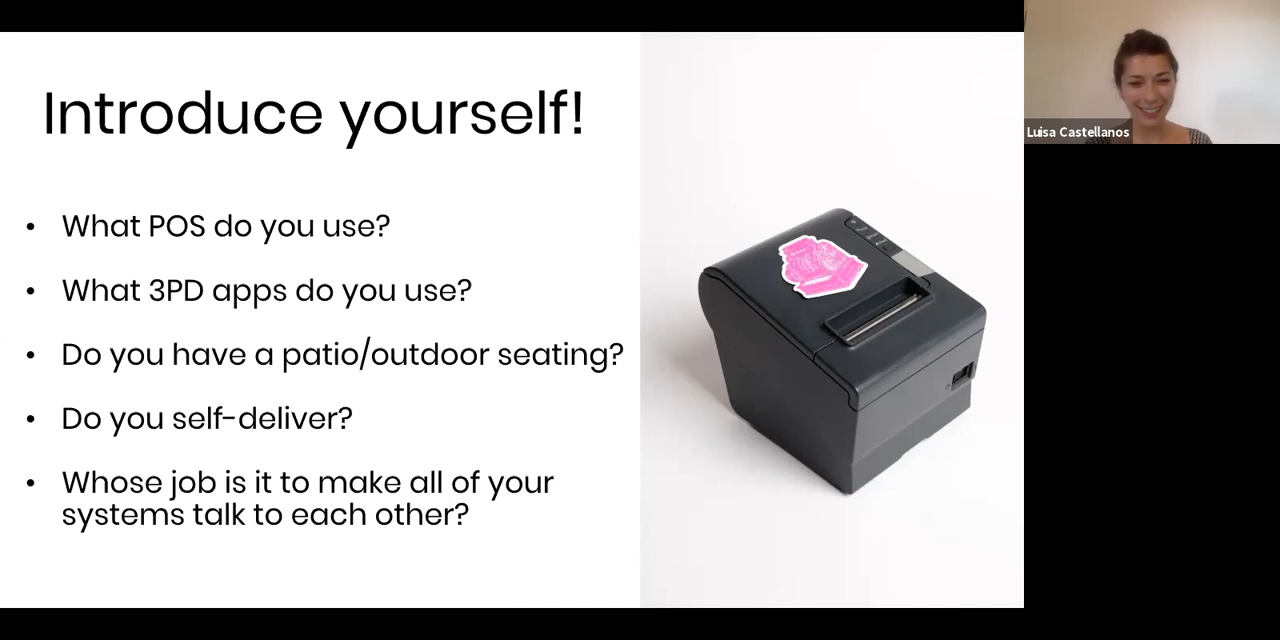 Introduce yourself!
• What POS do you use?
• What 3PD apps do you use?
• Do you have a patio/outdoor seating?
• Do you self-deliver?
• Whose job is it to make all of your
systems talk to each other?
Luisa Castellanos